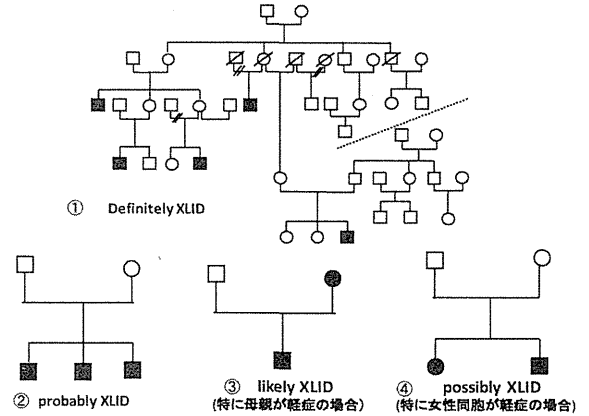 ① Definitely XLID
② probably XLID
③ likely XLID
(特に母親が軽症の場合)
④ possibly XLID
(特に女性同胞が軽症の場合)